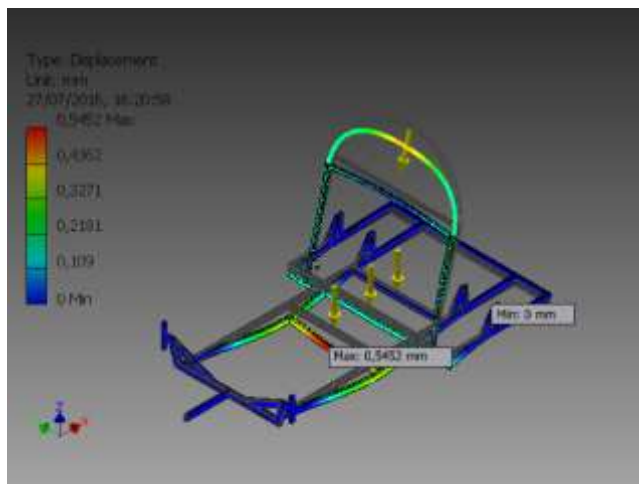 Type: Displacement
Unit: mm
27/07/2016, 16:20:59
0,5452 Max
0,4362
0,3271
0,2181
0,109
0 Min
Min: 0 mm
Max: 0,5452 mm